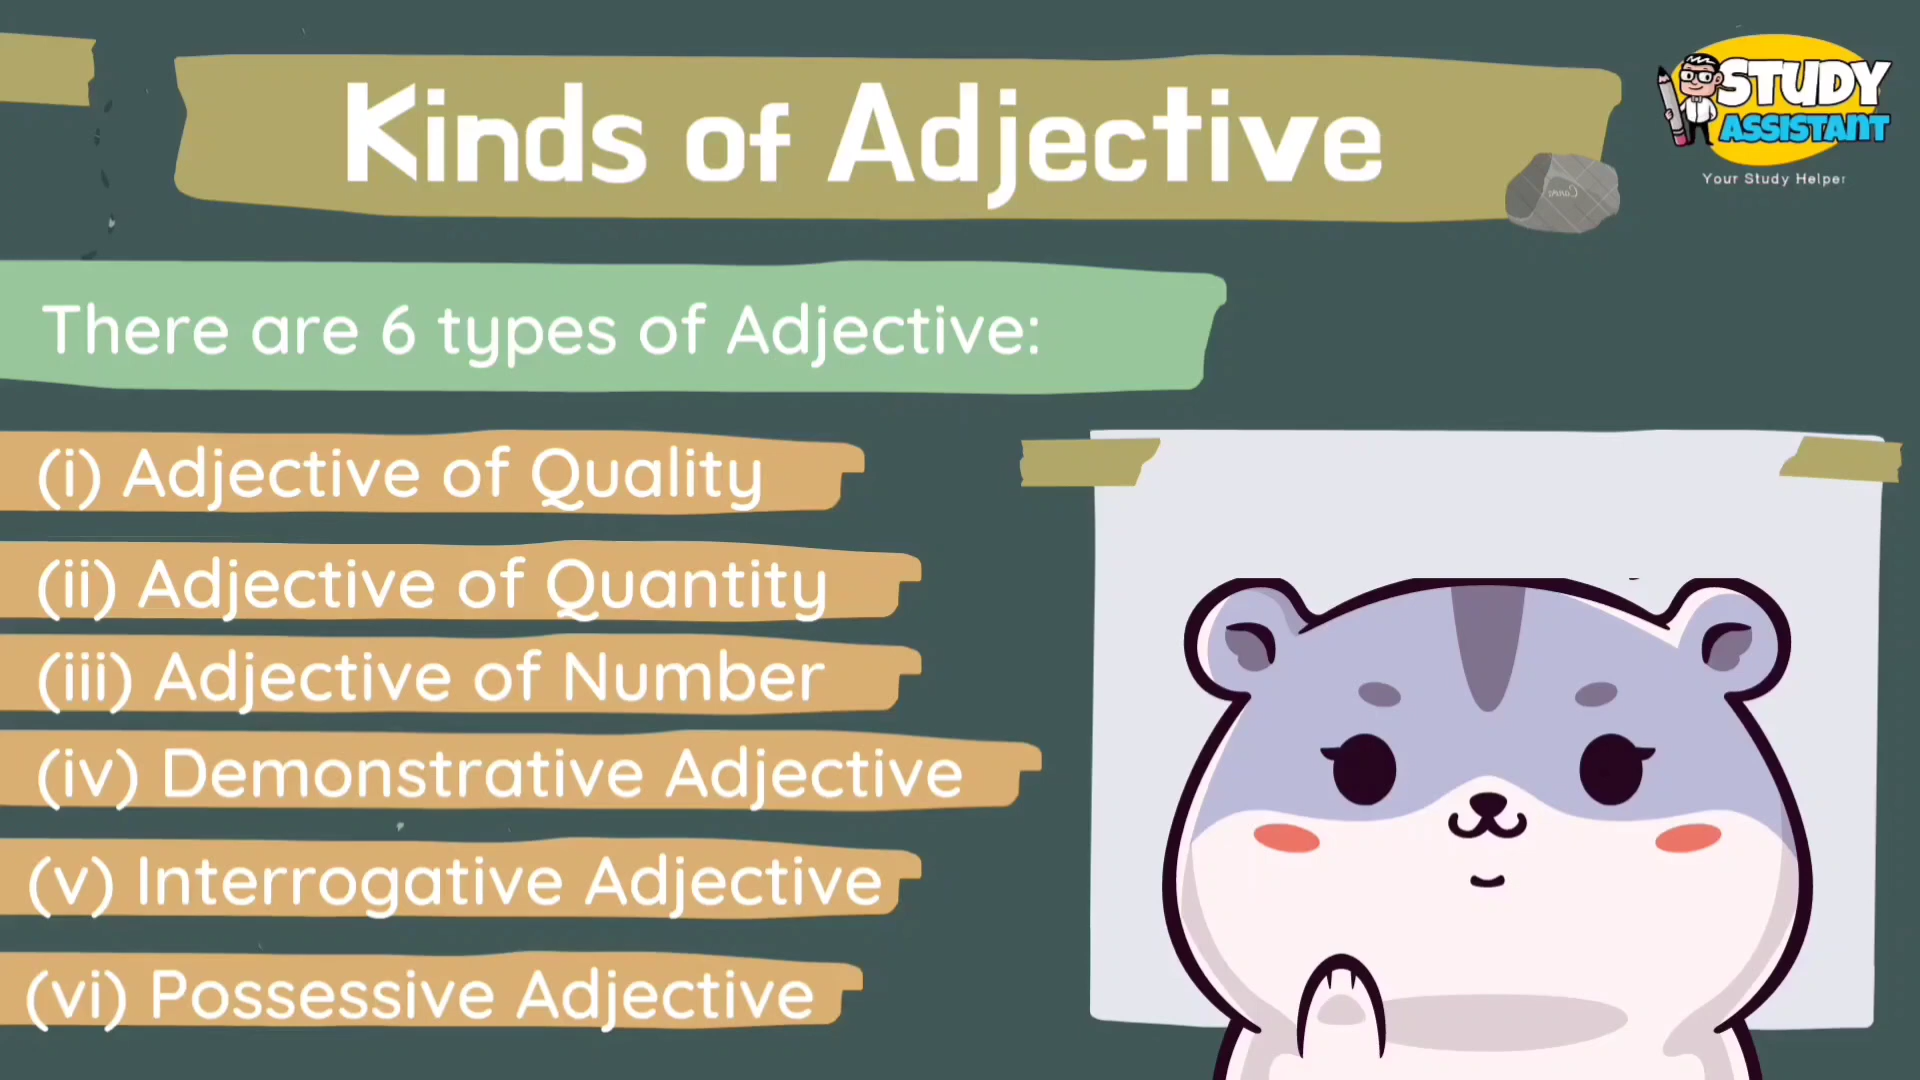 Kinds of Adjective
STUDY
ASSISTANT
Your Study Helper
There are 6 types of Adjective:
(i) Adjective of Quality
(ii) Adjective of Quantity
(iii) Adjective of Number
(iv) Demonstrative Adjective
(v) Interrogative Adjective
(vi) Possessive Adjective